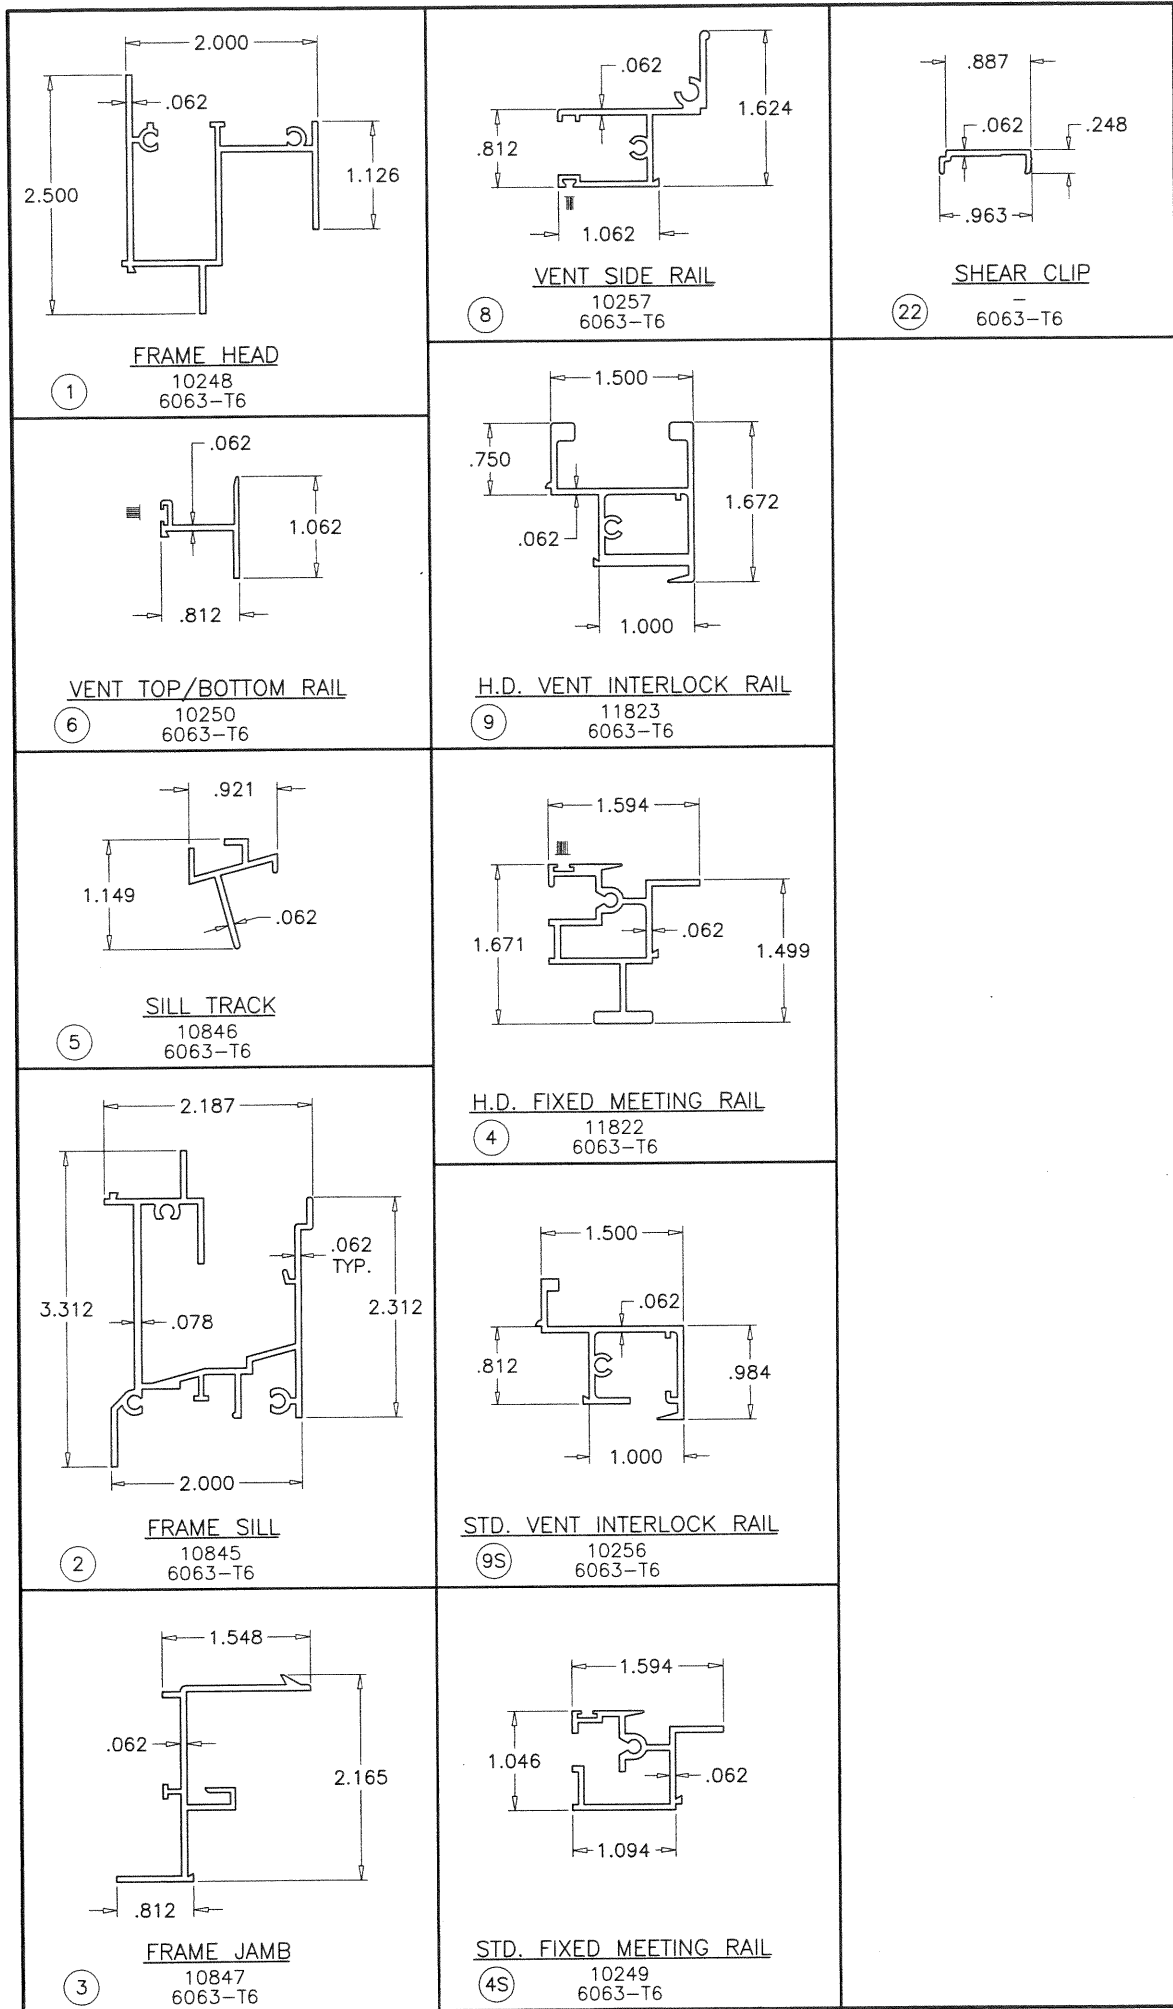 2.000
.062
2.500
1.126
FRAME HEAD
1
10248
6063-T6
.062
1.062
.812
VENT TOP/BOTTOM RAIL
6
10250
6063-T6
.921
1.149
.062
SILL TRACK
5
10846
6063-T6
2.187
.062
TYP.
3.312
.078
2.312
2.000
FRAME SILL
2
10845
6063-T6
1.548
.062
2.165
.812
FRAME JAMB
3
10847
6063-T6
.062
1.624
.812
1.062
VENT SIDE RAIL
8
10257
6063-T6
1.500
.750
1.672
.062
1.000
H.D. VENT INTERLOCK RAIL
9
11823
6063-T6
1.594
1.671
.062
1.499
H.D. FIXED MEETING RAIL
4
11822
6063-T6
1.500
.062
.812
.984
1.000
STD. VENT INTERLOCK RAIL
9S
10256
6063-T6
1.594
1.046
.062
1.094
STD. FIXED MEETING RAIL
4S
10249
6063-T6
.887
.062
.248
.963
SHEAR CLIP
22
–
6063-T6